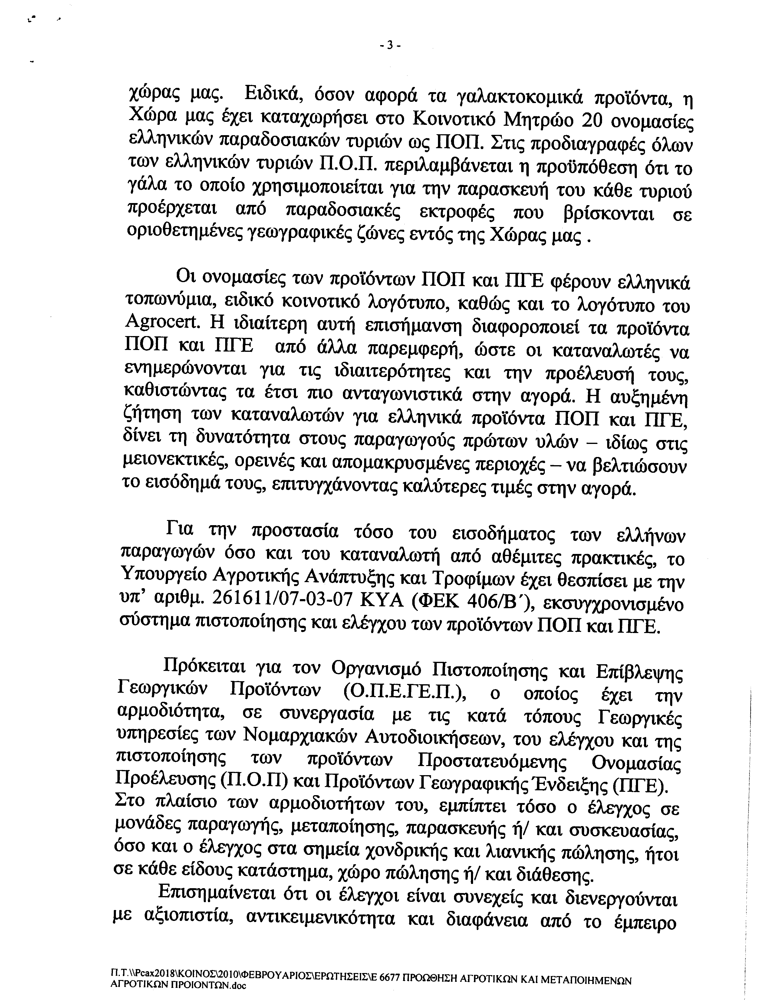 - 3 -
χώρας μας. Ειδικά, όσον αφορά τα γαλακτοκομικά προϊόντα, η
Χώρα μας έχει καταχωρήσει στο Κοινοτικό Μητρώο 20 ονομασίες
ελληνικών παραδοσιακών τυριών ως ΠΟΠ. Στις προδιαγραφές όλων
των ελληνικών τυριών Π.Ο.Π. περιλαμβάνεται η προϋπόθεση ότι το
γάλα το οποίο χρησιμοποιείται για την παρασκευή του κάθε τυριού
προέρχεται από παραδοσιακές εκτροφές που βρίσκονται σε
οριοθετημένες γεωγραφικές ζώνες εντός της Χώρας μας .
Οι ονομασίες των προϊόντων ΠΟΠ και ΠΓΕ φέρουν ελληνικά
τοπωνύμια, ειδικό κοινοτικό λογότυπο, καθώς και το λογότυπο του
Agrocert. Η ιδιαίτερη αυτή επισήμανση διαφοροποιεί τα προϊόντα
ΠΟΠ και ΠΓΕ από άλλα παρεμφερή, ώστε οι καταναλωτές να
ενημερώνονται για τις ιδιαιτερότητες και την προέλευσή τους,
καθιστώντας τα έτσι πιο ανταγωνιστικά στην αγορά. Η αυξημένη
ζήτηση των καταναλωτών για ελληνικά προϊόντα ΠΟΠ και ΠΓΕ,
δίνει τη δυνατότητα στους παραγωγούς πρώτων υλών – ιδίως στις
μειονεκτικές, ορεινές και απομακρυσμένες περιοχές – να βελτιώσουν
το εισόδημά τους, επιτυγχάνοντας καλύτερες τιμές στην αγορά.
Για την προστασία τόσο του εισοδήματος των ελλήνων
παραγωγών όσο και του καταναλωτή από αθέμιτες πρακτικές, το
Υπουργείο Αγροτικής Ανάπτυξης και Τροφίμων έχει θεσπίσει με την
υπ’ αριθμ. 261611/07-03-07 ΚΥΑ (ΦΕΚ 406/Β΄), εκσυγχρονισμένο
σύστημα πιστοποίησης και ελέγχου των προϊόντων ΠΟΠ και ΠΓΕ.
Πρόκειται για τον Οργανισμό Πιστοποίησης και Επίβλεψης
Γεωργικών Προϊόντων (Ο.Π.Ε.ΓΕ.Π.), ο οποίος έχει την
αρμοδιότητα, σε συνεργασία με τις κατά τόπους Γεωργικές
υπηρεσίες των Νομαρχιακών Αυτοδιοικήσεων, του ελέγχου και της
πιστοποίησης των προϊόντων Προστατευόμενης Ονομασίας
Προέλευσης (Π.Ο.Π) και Προϊόντων Γεωγραφικής Ένδειξης (ΠΓΕ).
Στο πλαίσιο των αρμοδιοτήτων του, εμπίπτει τόσο ο έλεγχος σε
μονάδες παραγωγής, μεταποίησης, παρασκευής ή/ και συσκευασίας,
όσο και ο έλεγχος στα σημεία χονδρικής και λιανικής πώλησης, ήτοι
σε κάθε είδους κατάστημα, χώρο πώλησης ή/ και διάθεσης.
Επισημαίνεται ότι οι έλεγχοι είναι συνεχείς και διενεργούνται
με αξιοπιστία, αντικειμενικότητα και διαφάνεια από το έμπειρο
Π.Τ.\\Pcax2018\ΚΟΙΝΟΣ\2010\ΦΕΒΡΟΥΑΡΙΟΣ\ΕΡΩΤΗΣΕΙΣ\Ε 6677 ΠΡΟΩΘΗΣΗ ΑΓΡΟΤΙΚΩΝ ΚΑΙ ΜΕΤΑΠΟΙΗΜΕΝΩΝ
ΑΓΡΟΤΙΚΩΝ ΠΡΟΙΟΝΤΩΝ.doc